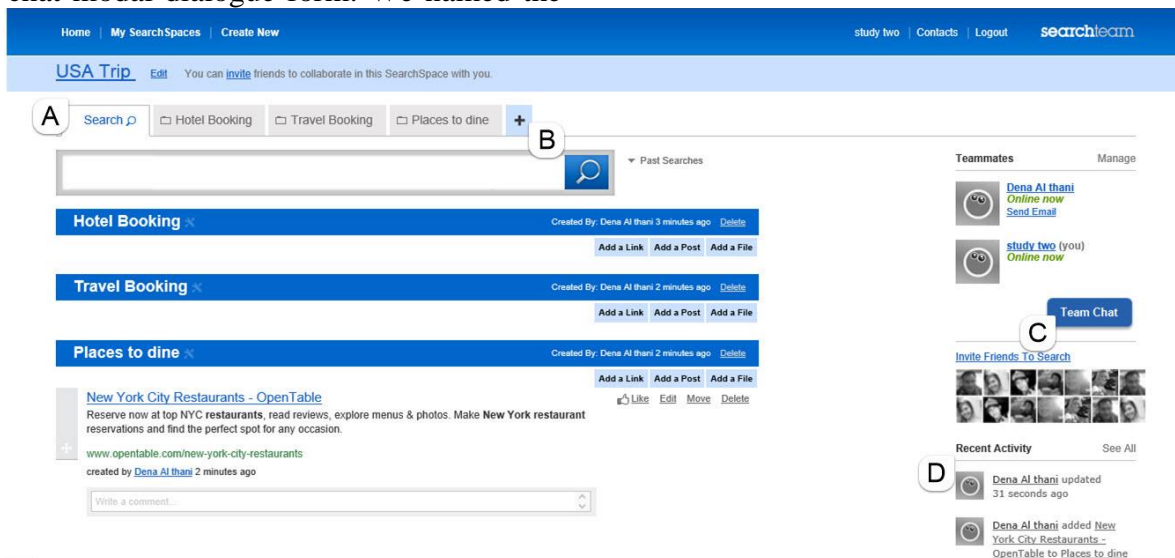 chat modal dialogue form. We named the
Home | My SearchSpaces | Create New
study two | Contacts | Logout
searchteam
USA Trip Edit You can invite friends to collaborate in this SearchSpace with you.
A
Search
Hotel Booking
Travel Booking
Places to dine
+
B
Past Searches
Hotel Booking
Created By: Dena Al thani 3 minutes ago Delete
Add a Link Add a Post Add a File
Travel Booking
Created By: Dena Al thani 2 minutes ago Delete
Add a Link Add a Post Add a File
Places to dine
Created By: Dena Al thani 2 minutes ago Delete
Add a Link Add a Post Add a File
New York City Restaurants - OpenTable
Like Edit Move Delete
Reserve now at top NYC restaurants, read reviews, explore menus & photos. Make New York restaurant
reservations and find the perfect spot for any occasion.
www.opentable.com/new-york-city-restaurants
created by Dena Al thani 2 minutes ago
Write a comment...
Teammates Manage
Dena Al thani
Online now
Send Email
study two (you)
Online now
Team Chat
C
Invite Friends To Search
Recent Activity See All
D
Dena Al thani updated
31 seconds ago
Dena Al thani added New
York City Restaurants -
OpenTable to Places to dine